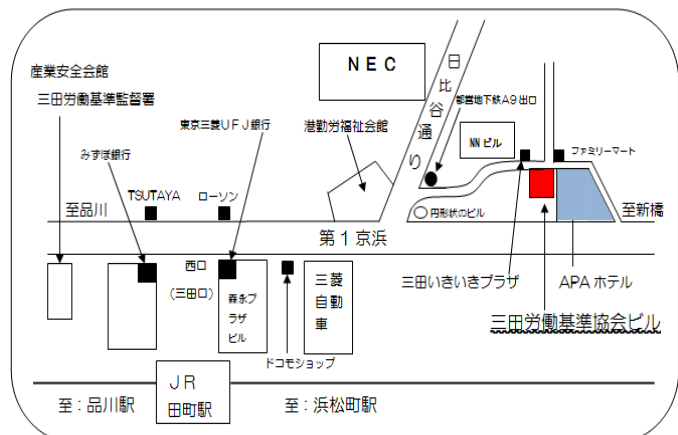 産業安全会館
三田労働基準監督署
みずほ銀行
東京三菱UFJ銀行
NEC
港勤労福祉会館
日比谷通り
都営地下鉄A9出口
NNビル
ファミリーマート
TSUTAYA
ローソン
至品川
第1京浜
円形状のビル
至新橋
西口
(三田口)
森永プラザビル
三菱自動車
ドコモショップ
三田いきいきプラザ
APAホテル
三田労働基準協会ビル
JR
田町駅
至:品川駅
至:浜松町駅